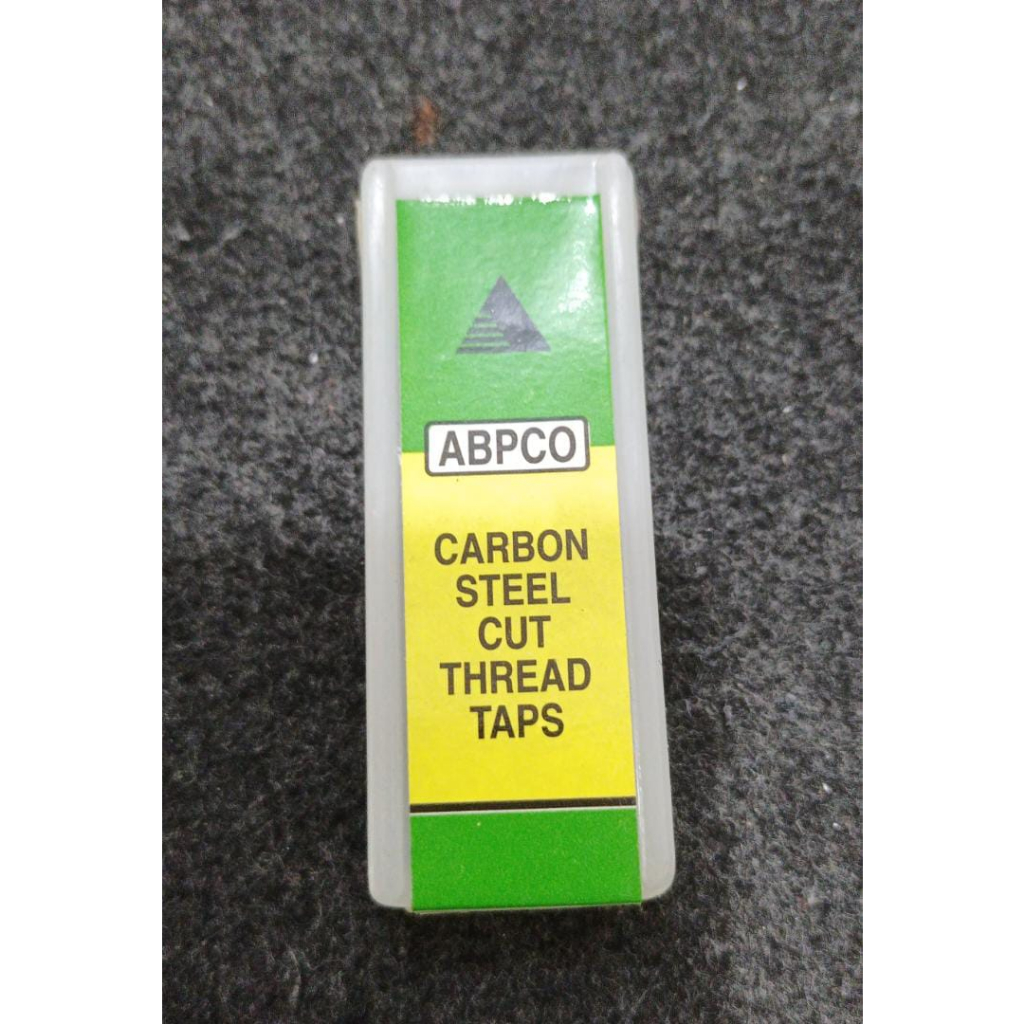 ABPCO
CARBON
STEEL
CUT
THREAD
TAPS